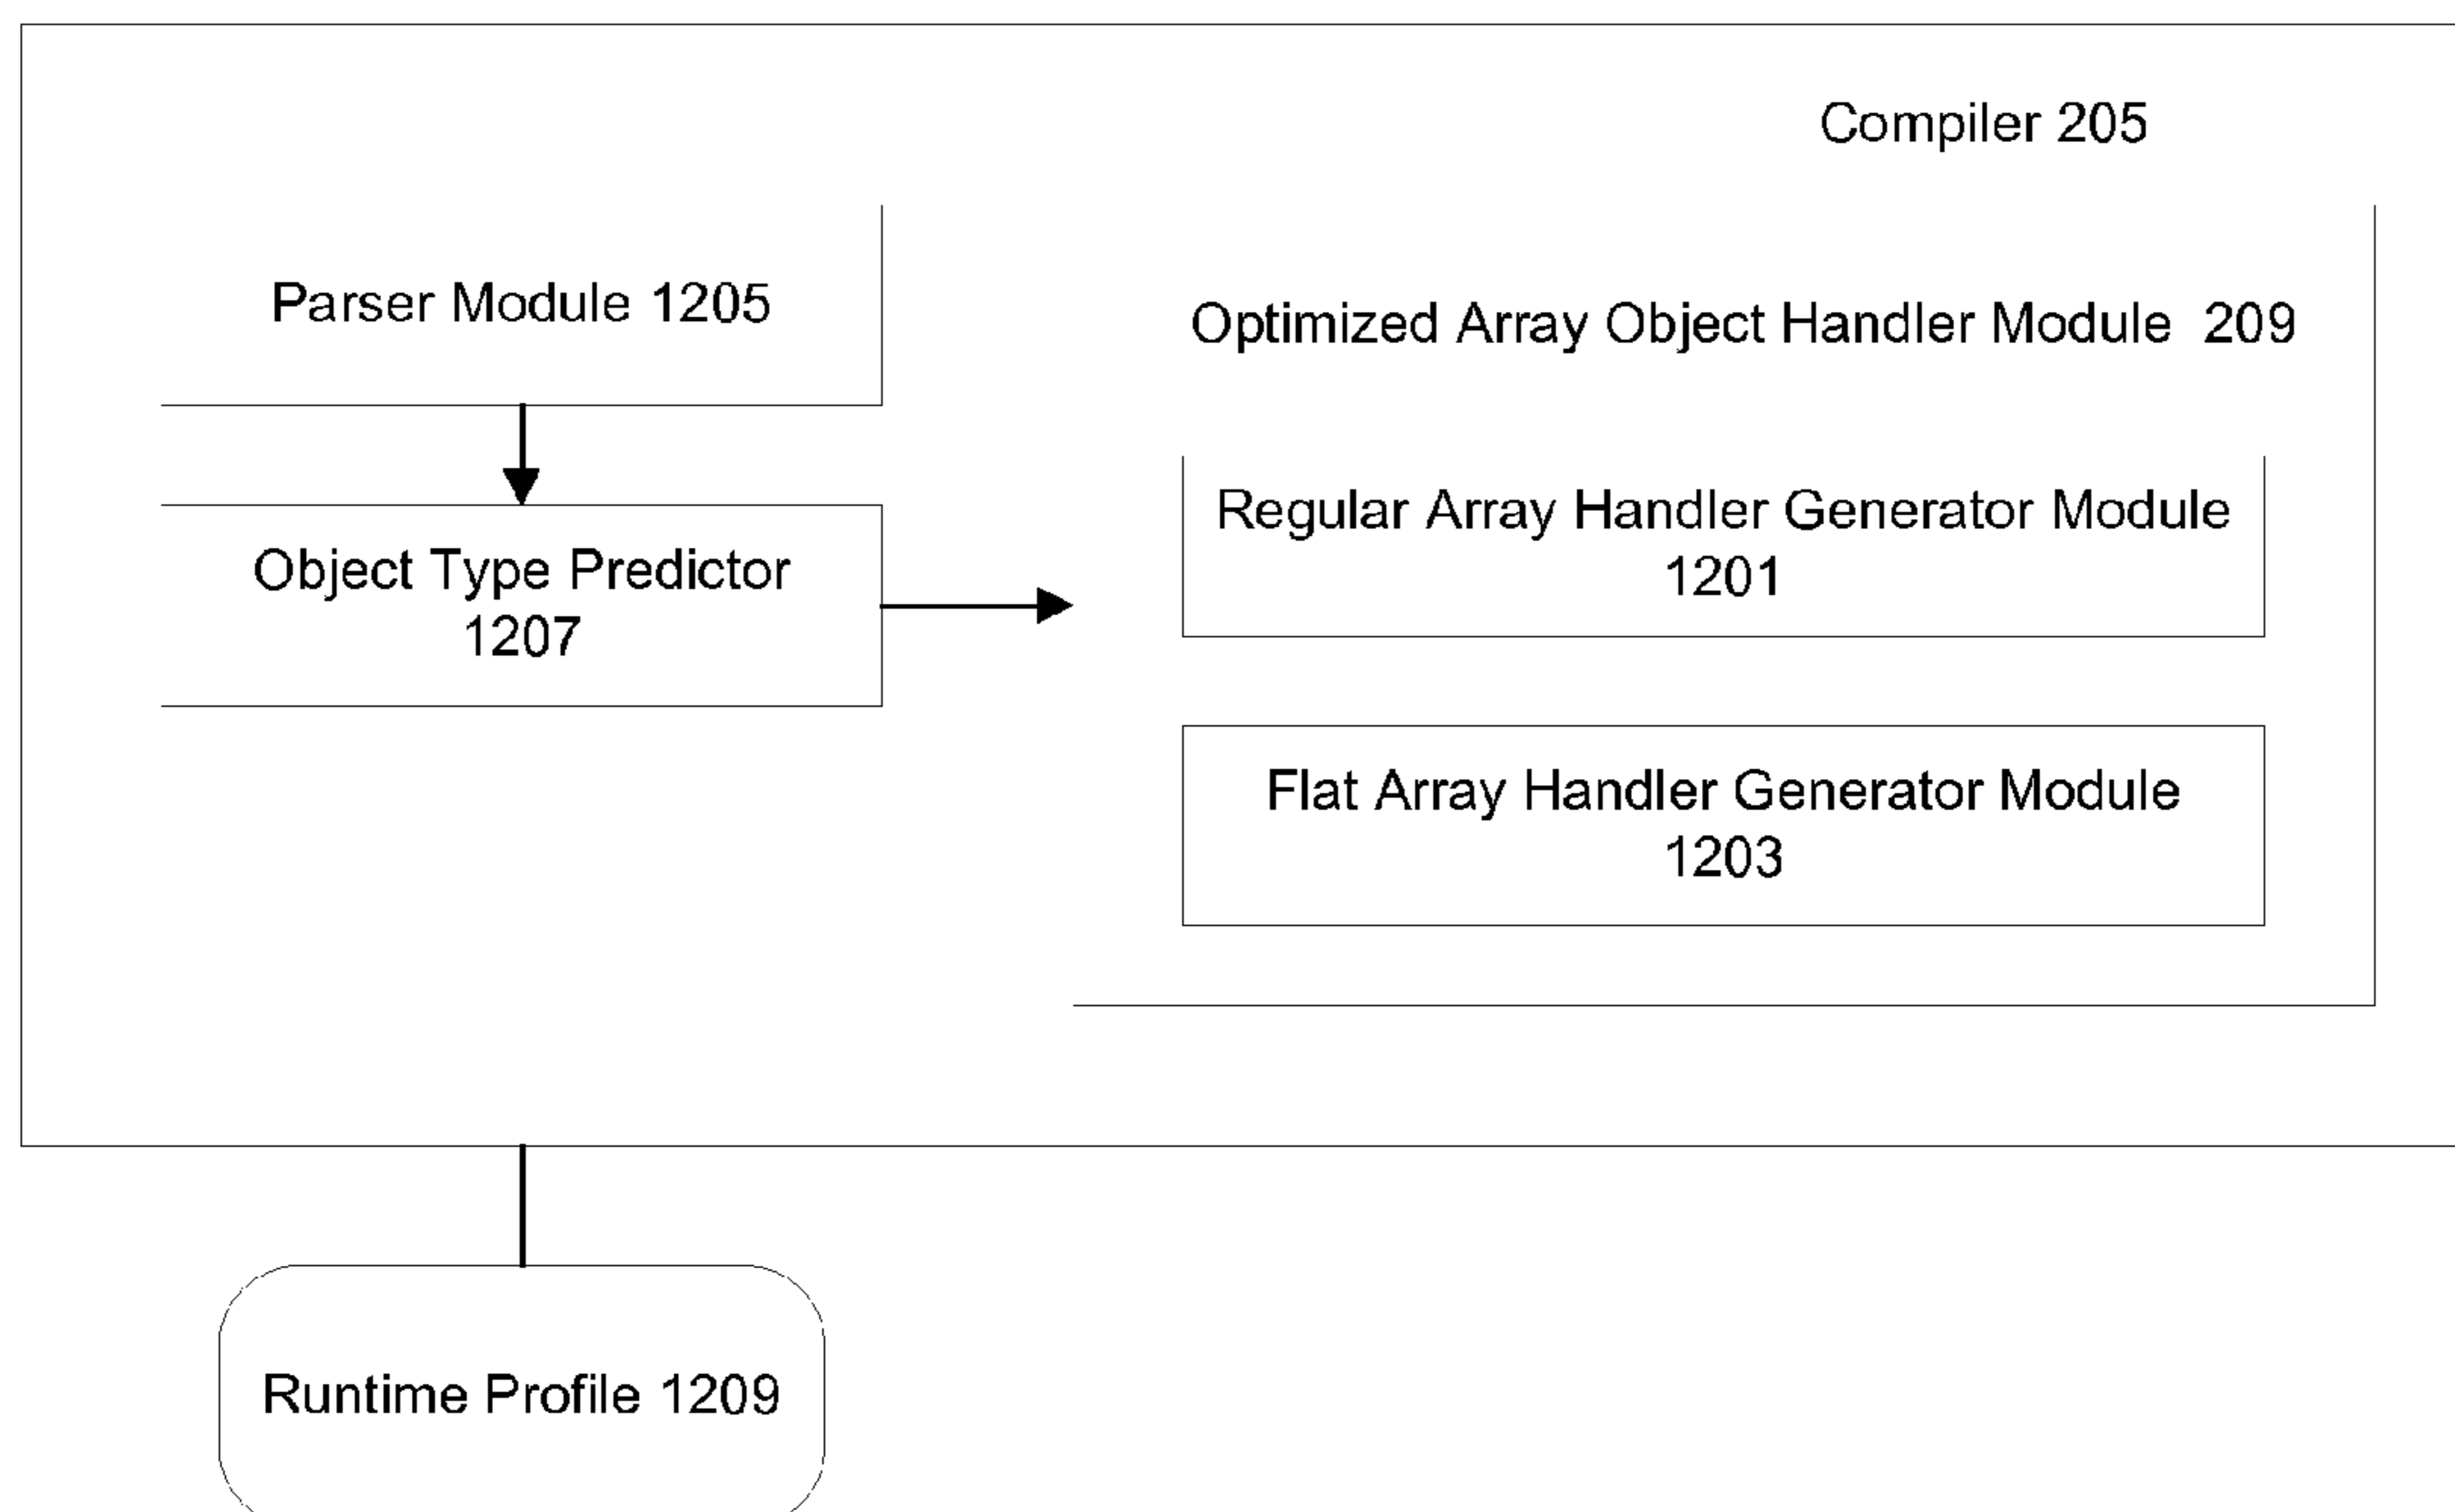 Compiler 205
Parser Module 1205
Optimized Array Object Handler Module 209
Regular Array Handler Generator Module
1201
Object Type Predictor
1207
Flat Array Handler Generator Module
1203
Runtime Profile 1209